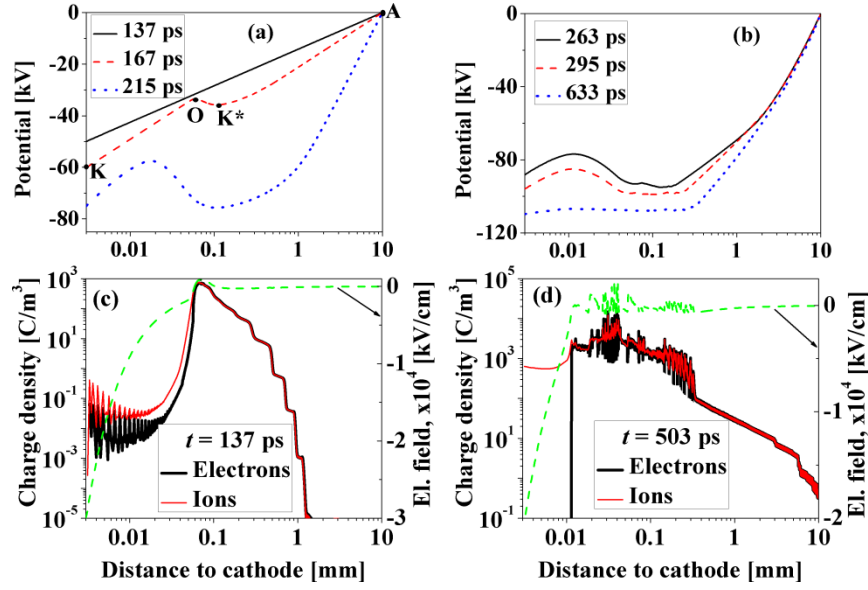 0
-20
-40
-60
-80
Potential [kV]
137 ps
167 ps
215 ps
(a)
A
O
K*
K
0.01
0.1
1
10
0
-40
-80
-120
Potential [kV]
263 ps
295 ps
633 ps
(b)
0.01
0.1
1
10
10³
10¹
10⁻¹
10⁻³
10⁻⁵
Charge density [C/m³]
(c)
t = 137 ps
Electrons
Ions
0
-1
-2
-3
El. field, x10⁴ [kV/cm]
0.01
0.1
1
10
Distance to cathode [mm]
10⁵
10³
10¹
10⁻¹
Charge density [C/m³]
(d)
t = 503 ps
Electrons
Ions
0
-1
-2
El. field, x10⁴ [kV/cm]
0.01
0.1
1
10
Distance to cathode [mm]